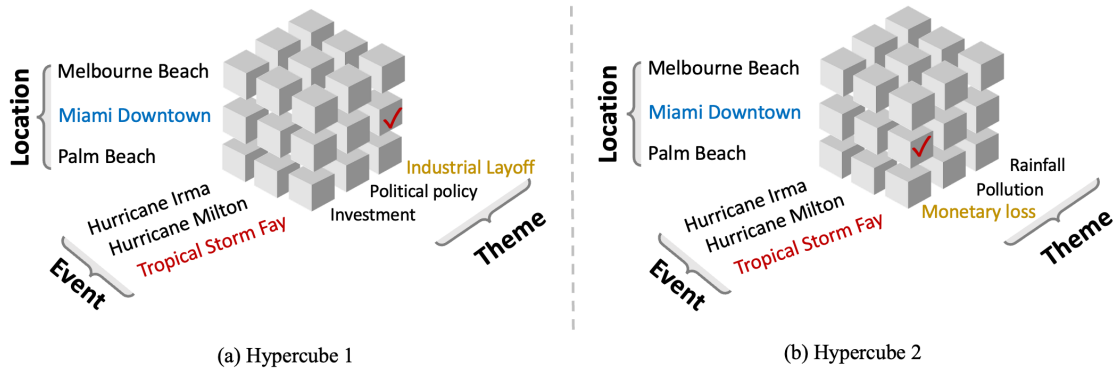 Location
Melbourne Beach
Miami Downtown
Palm Beach
Hurricane Irma
Hurricane Milton
Tropical Storm Fay
Event
Industrial Layoff
Political policy
Investment
Theme
(a) Hypercube 1
Location
Melbourne Beach
Miami Downtown
Palm Beach
Hurricane Irma
Hurricane Milton
Tropical Storm Fay
Event
Rainfall
Pollution
Monetary loss
Theme
(b) Hypercube 2